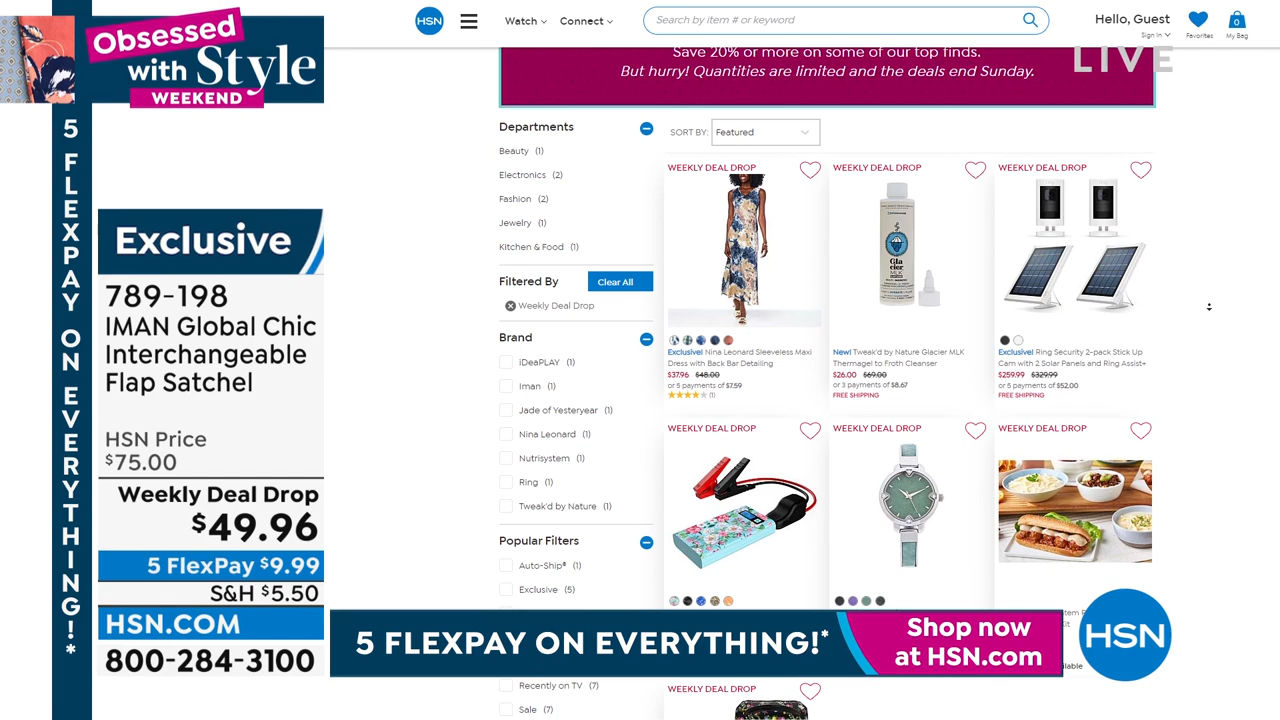 Obsessed
with Style
WEEKEND
5 FLEXPAY ON EVERYTHING!*
Exclusive
789-198
IMAN Global Chic
Interchangeable
Flap Satchel
HSN Price
$75.00
Weekly Deal Drop
$49.96
5 FlexPay $9.99
S&H $5.50
HSN.COM
800-284-3100
HSN
Watch
Connect
Search by item # or keyword
Hello, Guest
Sign in
Favorites
0
My Bag
LIVE
Save 20% or more on some of our top finds.
But hurry! Quantities are limited and the deals end Sunday.
Departments
Beauty (1)
Electronics (2)
Fashion (2)
Jewelry (1)
Kitchen & Food (1)
Filtered By
Clear All
Weekly Deal Drop
Brand
iDeaPLAY (1)
Iman (1)
Jade of Yesteryear (1)
Nina Leonard (1)
Nutrisystem (1)
Ring (1)
Tweak'd by Nature (1)
Popular Filters
Auto-Ship® (1)
Exclusive (5)
Recently on TV (7)
Sale (7)
SORT BY: Featured
WEEKLY DEAL DROP
Exclusive! Nina Leonard Sleeveless Maxi
Dress with Back Bar Detailing
$37.96 $48.00
or 5 payments of $7.59
(1)
WEEKLY DEAL DROP
Glacier
MLK
New! Tweak'd by Nature Glacier MLK
Thermagel to Froth Cleanser
$26.00 $69.00
or 3 payments of $8.67
FREE SHIPPING
WEEKLY DEAL DROP
Exclusive! Ring Security 2-pack Stick Up
Cam with 2 Solar Panels and Ring Assist+
$259.99 $329.99
or 5 payments of $52.00
FREE SHIPPING
WEEKLY DEAL DROP
WEEKLY DEAL DROP
WEEKLY DEAL DROP
5 FLEXPAY ON EVERYTHING!*
Shop now
at HSN.com
HSN
WEEKLY DEAL DROP